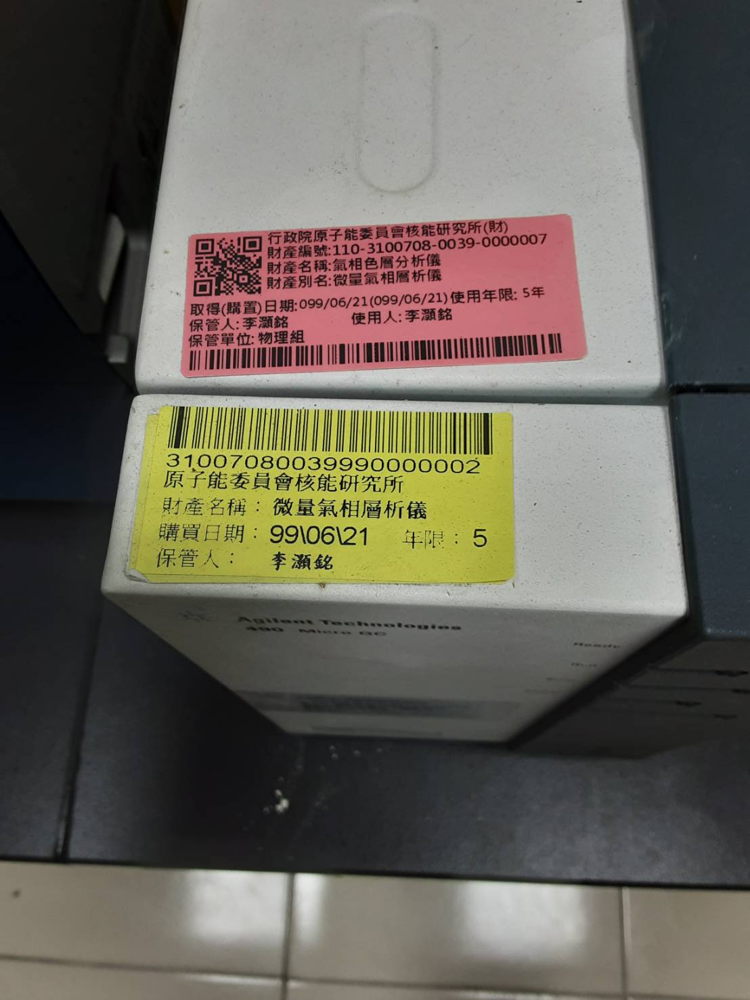 行政院原子能委員會核能研究所(財)
財產編號:110-3100708-0039-0000007
財產名稱:氣相色層分析儀
財產別名:微量氣相層析儀
取得(購置)日期:099/06/21(099/06/21)使用年限: 5年
保管人:李灝銘 使用人:李灝銘
保管單位:物理組
31007080039990000002
原子能委員會核能研究所
財產名稱：微量氣相層析儀
購買日期：99\06\21 年限：5
保管人： 李灝銘
Agilent Technologies
490 Micro GC
Ready